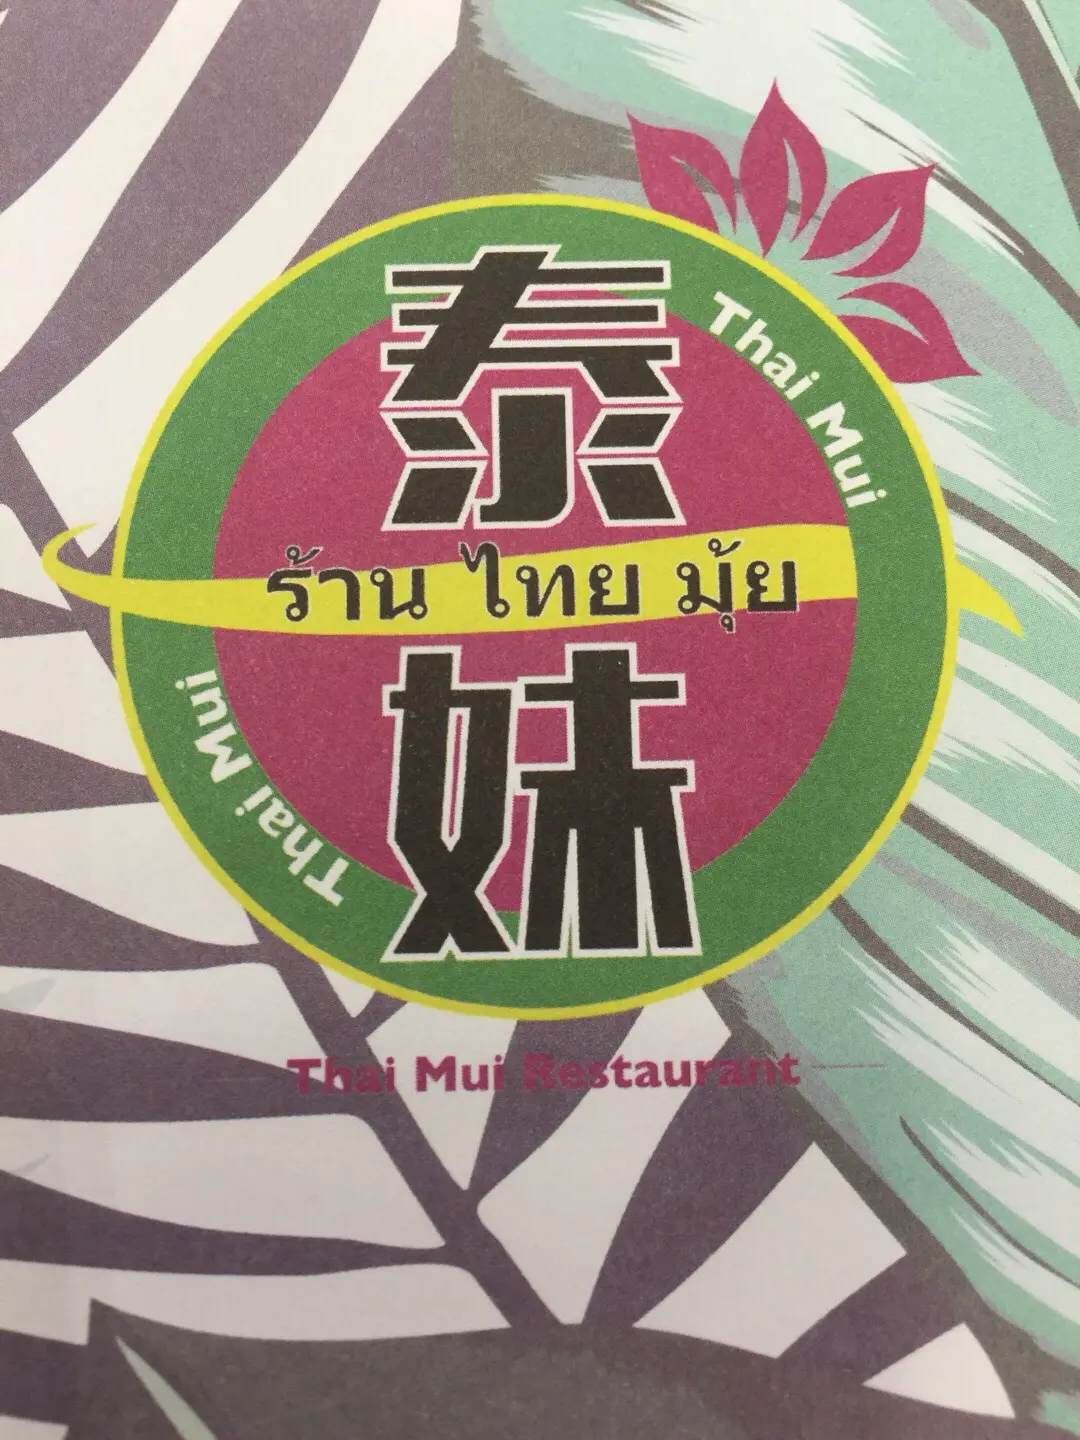 泰
Thai Mui
ร้าน ไทย มุ้ย
妹
Thai Mui
Thai Mui Restaurant